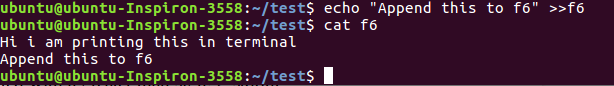 ubuntu@ubuntu-Inspiron-3558:~/test$ echo "Append this to f6" >>f6
ubuntu@ubuntu-Inspiron-3558:~/test$ cat f6
Hi i am printing this in terminal
Append this to f6
ubuntu@ubuntu-Inspiron-3558:~/test$